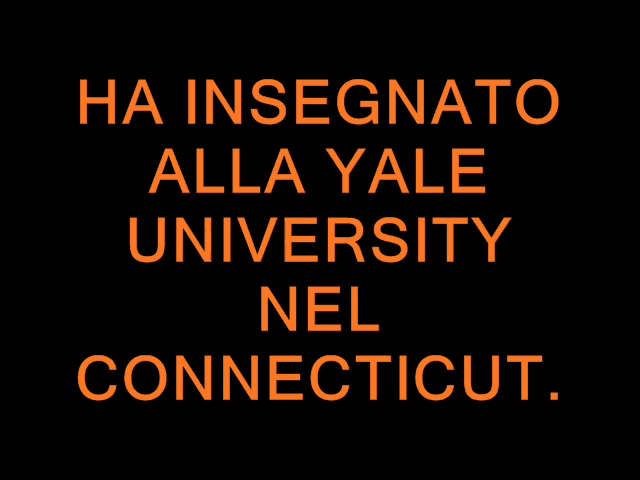 HA INSEGNATO
ALLA YALE
UNIVERSITY
NEL
CONNECTICUT.